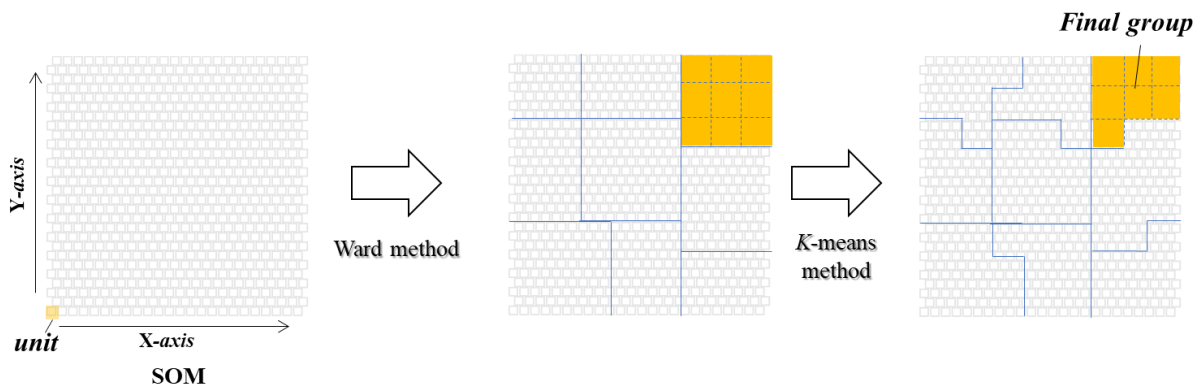 Final group
Y-axis
Ward method
K-means
method
unit
X-axis
SOM